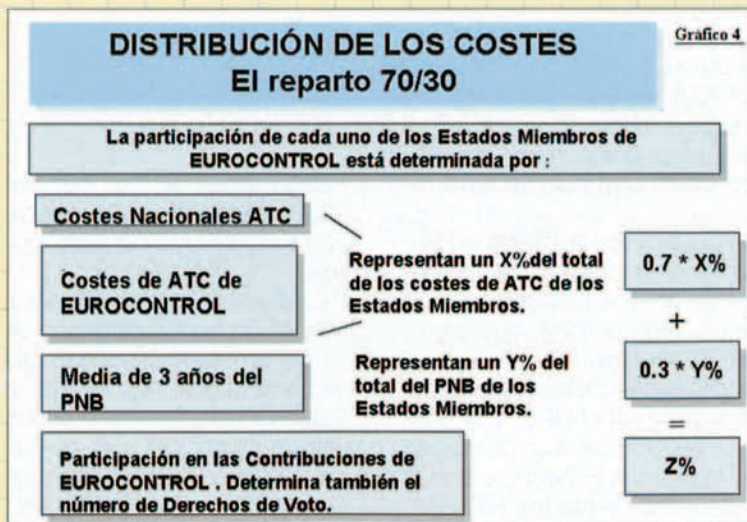 Gráfico 4
DISTRIBUCIÓN DE LOS COSTES
El reparto 70/30
La participación de cada uno de los Estados Miembros de
EUROCONTROL está determinada por :
Costes Nacionales ATC
Costes de ATC de
EUROCONTROL
Representan un X%del total
de los costes de ATC de los
Estados Miembros.
0.7 * X%
+
Media de 3 años del
PNB
Representan un Y% del
total del PNB de los
Estados Miembros.
0.3 * Y%
=
Participación en las Contribuciones de
EUROCONTROL . Determina también el
número de Derechos de Voto.
Z%